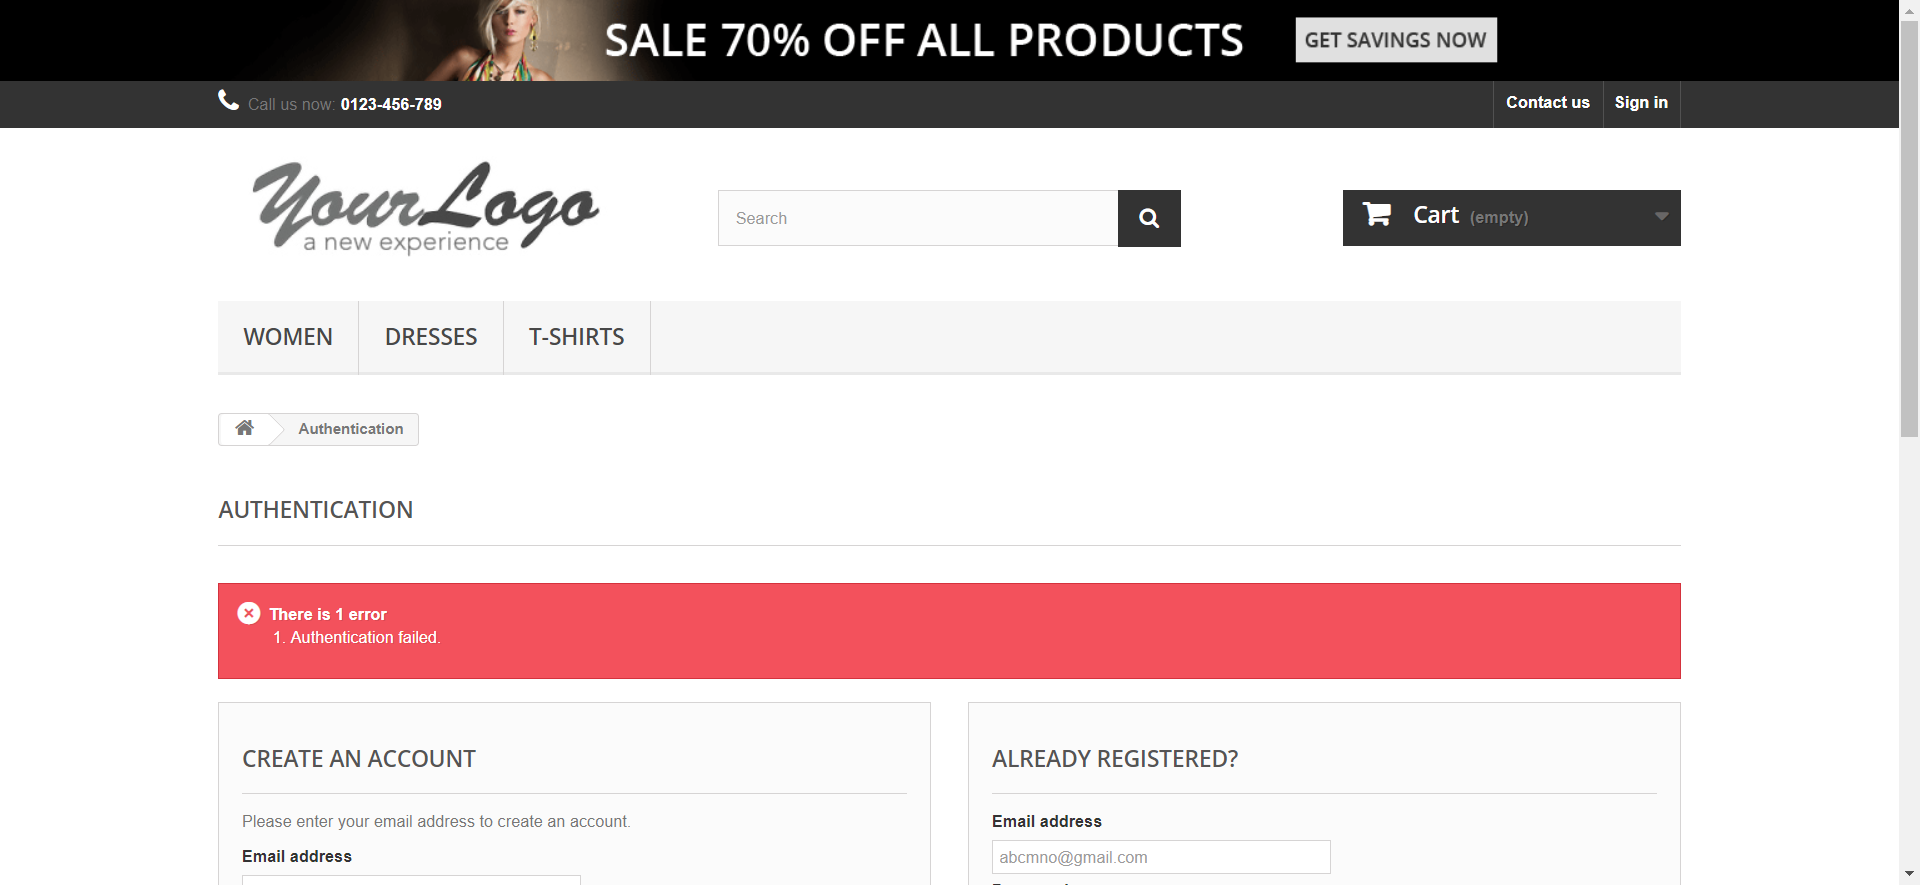 SALE 70% OFF ALL PRODUCTS
GET SAVINGS NOW
Call us now: 0123-456-789
Contact us
Sign in
YourLogo
a new experience
Search
Cart (empty)
WOMEN
DRESSES
T-SHIRTS
Authentication
AUTHENTICATION
There is 1 error
1. Authentication failed.
CREATE AN ACCOUNT
Please enter your email address to create an account.
Email address
ALREADY REGISTERED?
Email address
abcmno@gmail.com